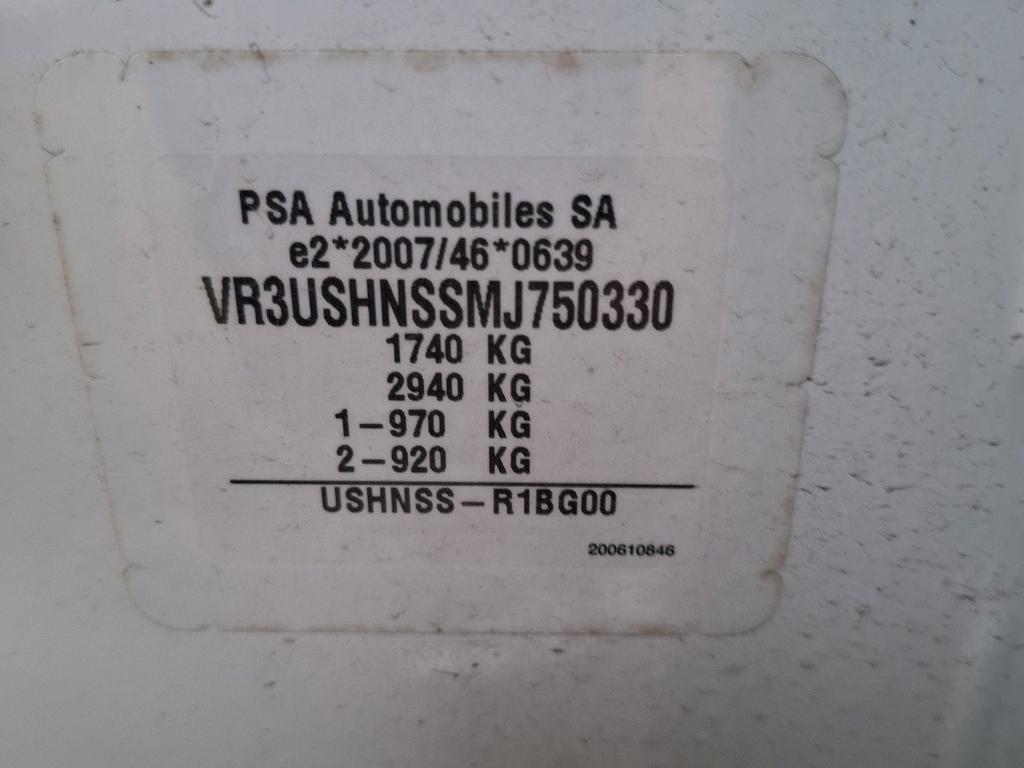 PSA Automobiles SA
e2*2007/46*0639
VR3USHNSSMJ750330
1740 KG
2940 KG
1-970 KG
2-920 KG
USHNSS-R1BG00
200610846